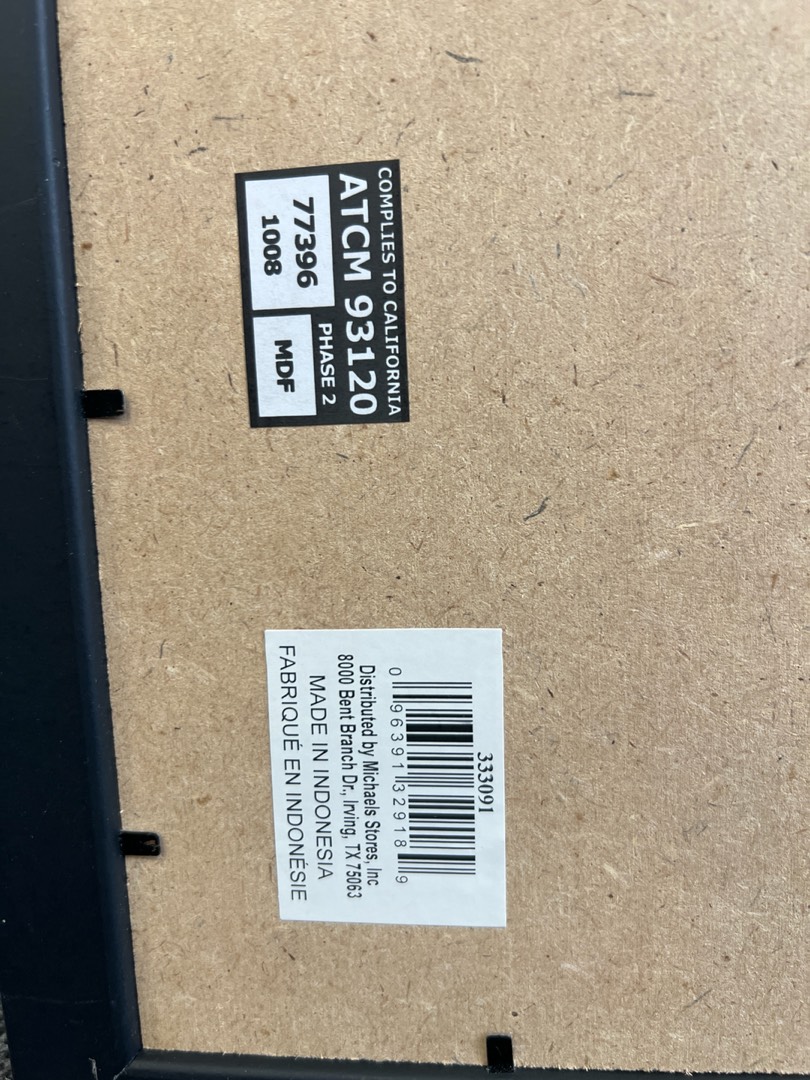 COMPLIES TO CALIFORNIA
ATCM 93120
PHASE 2
77396
1008
MDF
333091
0 96391 32918 9
Distributed by Michaels Stores, Inc
8000 Bent Branch Dr., Irving, TX 75063
MADE IN INDONESIA
FABRIQUÉ EN INDONÉSIE